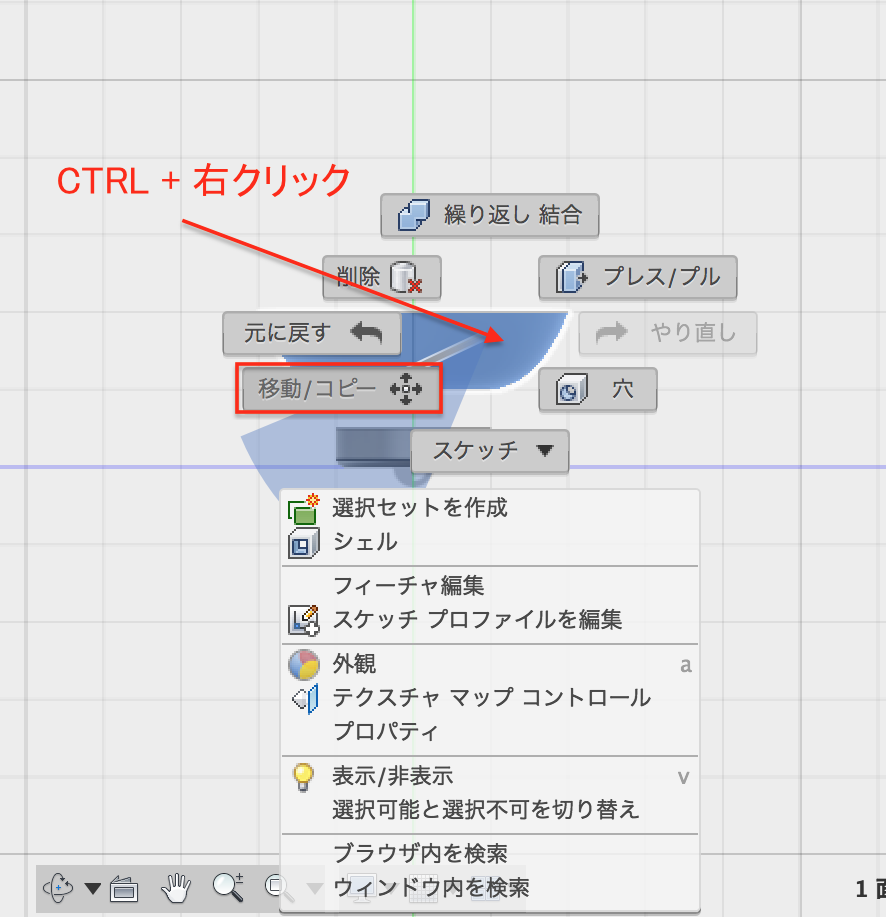 CTRL + 右クリック
繰り返し 結合
削除
プレス/プル
元に戻す
やり直し
移動/コピー
穴
スケッチ
選択セットを作成
シェル
フィーチャ編集
スケッチ プロファイルを編集
外観 a
テクスチャ マップ コントロール
プロパティ
表示/非表示 v
選択可能と選択不可を切り替え
ブラウザ内を検索
ウィンドウ内を検索
1 面